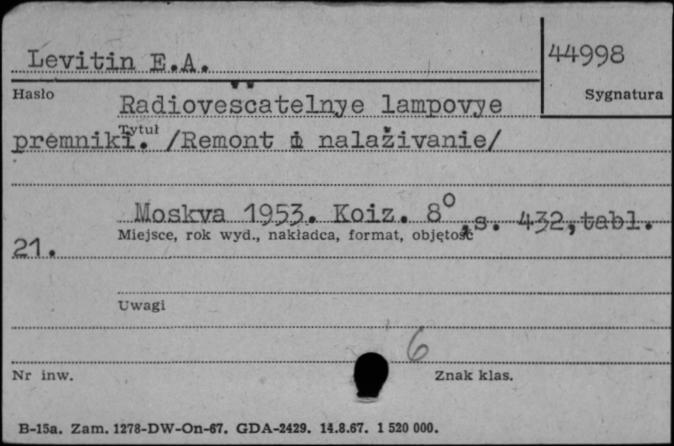 Levitin E.A.
44998
Hasło
Sygnatura
Radiovesčatelnye lampovye
Tytuł
premniki. /Remont i nalaživanie/
Moskva 1953. Koiz. 8°, s. 432, tabl.
Miejsce, rok wyd., nakładca, format, objętość
21.
Uwagi
6
Nr inw.
Znak klas.
B-15a. Zam. 1278-DW-On-67. GDA-2429. 14.8.67. 1 520 000.